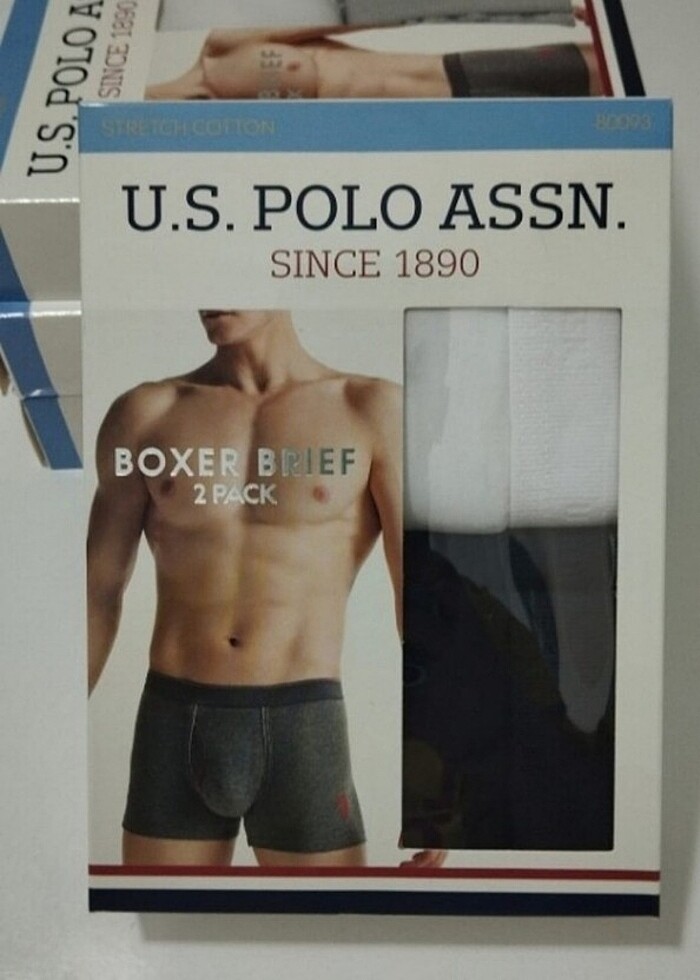 U.S. POLO A
SINCE 1890
STRETCH COTTON
80093
U.S. POLO ASSN.
SINCE 1890
BOXER BRIEF
2 PACK